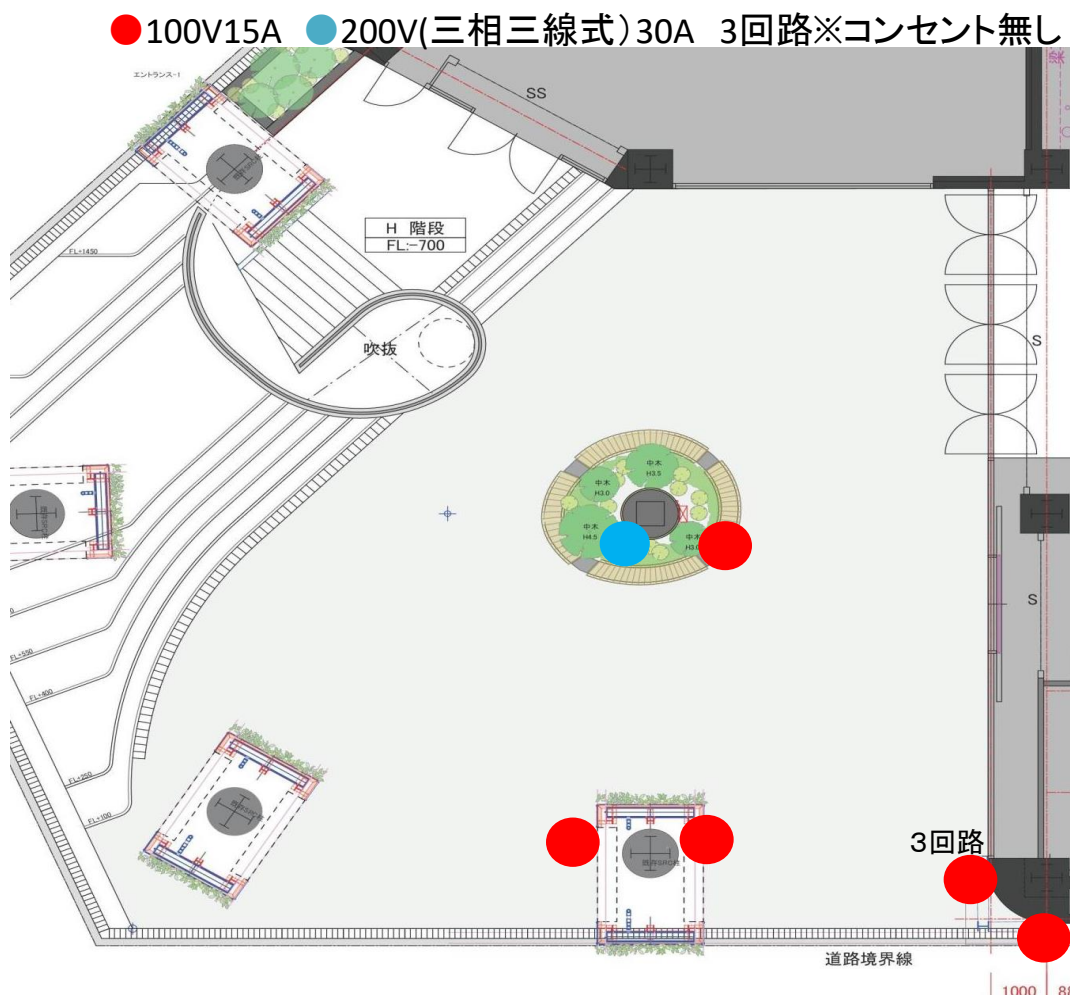 ●100V15A ●200V(三相三線式)30A 3回路※コンセント無し
エントランス-1
SS
H 階段
FL:-700
FL+1450
吹抜
S
中木
H3.5
中木
H3.0
中木
H4.5
中木
H3.0
S
FL+550
FL+400
FL+250
FL+100
3回路
道路境界線
1000